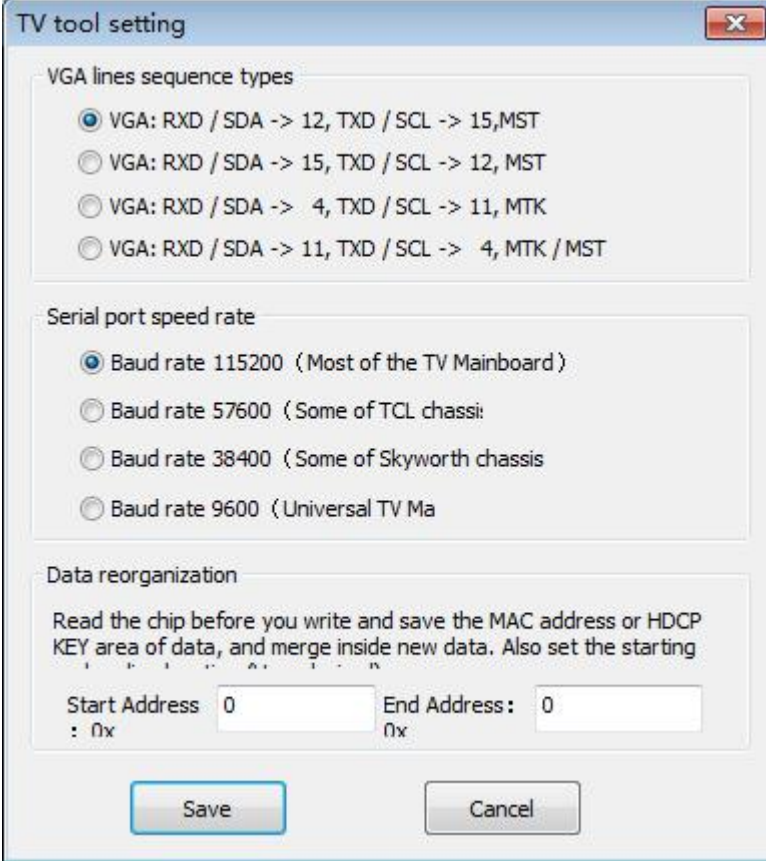 TV tool setting
VGA lines sequence types
VGA: RXD / SDA -> 12, TXD / SCL -> 15,MST
VGA: RXD / SDA -> 15, TXD / SCL -> 12, MST
VGA: RXD / SDA -> 4, TXD / SCL -> 11, MTK
VGA: RXD / SDA -> 11, TXD / SCL -> 4, MTK / MST
Serial port speed rate
Baud rate 115200（Most of the TV Mainboard）
Baud rate 57600（Some of TCL chassi
Baud rate 38400（Some of Skyworth chassis
Baud rate 9600（Universal TV Ma
Data reorganization
Read the chip before you write and save the MAC address or HDCP
KEY area of data, and merge inside new data. Also set the starting
Start Address 0 End Address: 0
: 0x 0x
Save Cancel